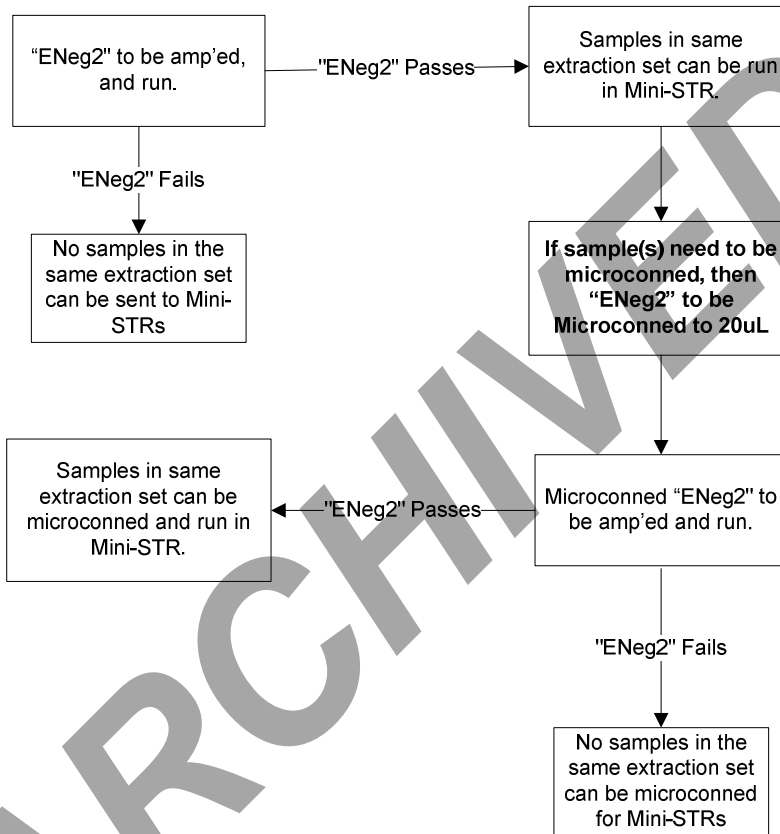 “ENeg2” to be amp’ed,
and run.
"ENeg2" Passes
Samples in same
extraction set can be run
in Mini-STR.
"ENeg2" Fails
No samples in the
same extraction set
can be sent to Mini-
STRs
If sample(s) need to be
microconned, then
“ENeg2” to be
Microconned to 20uL
Samples in same
extraction set can be
microconned and run in
Mini-STR.
"ENeg2" Passes
Microconned “ENeg2” to
be amp’ed and run.
"ENeg2" Fails
No samples in the
same extraction set
can be microconned
for Mini-STRs
ARCHIVED